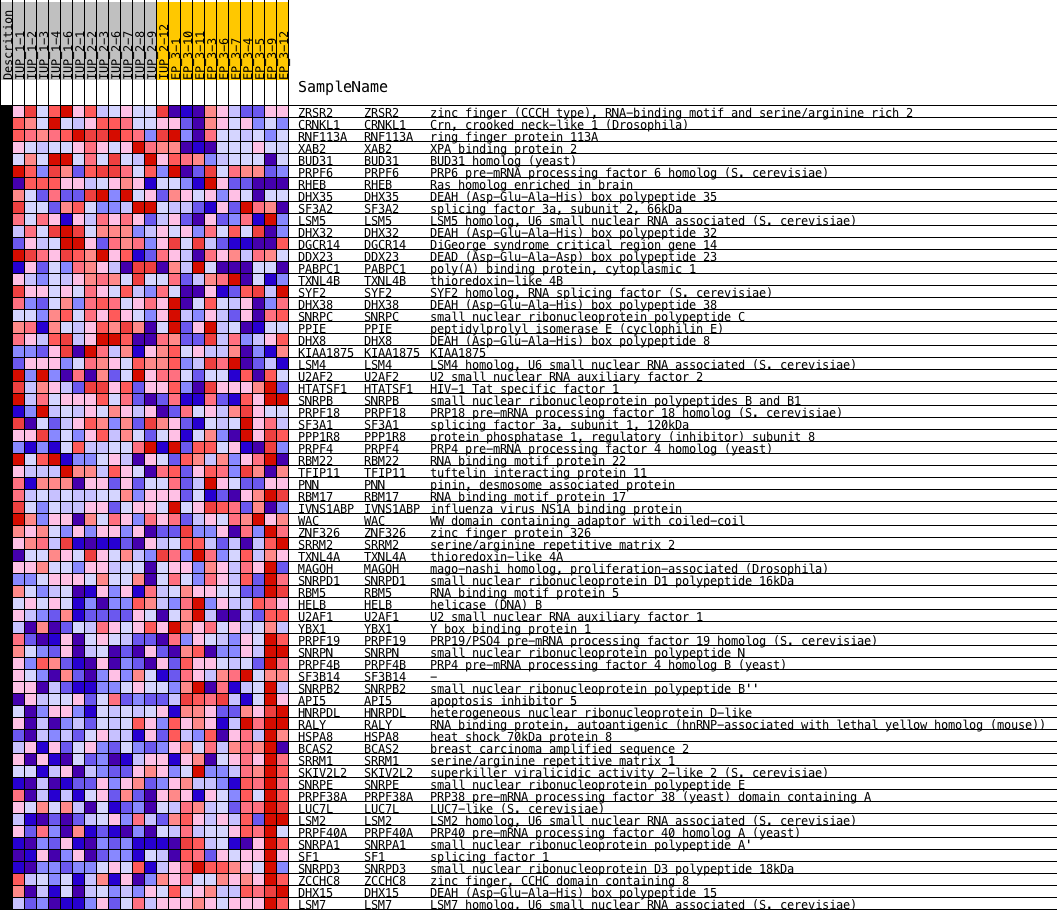 Descrition
IUP_1-1
IUP_1-2
IUP_1-3
IUP_1-4
IUP_1-6
IUP_2-1
IUP_2-2
IUP_2-3
IUP_2-6
IUP_2-7
IUP_2-8
IUP_2-9
IUP_2-12
EP_3-1
EP_3-10
EP_3-11
EP_3-3
EP_3-6
EP_3-7
EP_3-4
EP_3-5
EP_3-9
EP_3-12
SampleName
ZRSR2 ZRSR2 zinc finger (CCCH type), RNA-binding motif and serine/arginine rich 2
CRNKL1 CRNKL1 Crn, crooked neck-like 1 (Drosophila)
RNF113A RNF113A ring finger protein 113A
XAB2 XAB2 XPA binding protein 2
BUD31 BUD31 BUD31 homolog (yeast)
PRPF6 PRPF6 PRP6 pre-mRNA processing factor 6 homolog (S. cerevisiae)
RHEB RHEB Ras homolog enriched in brain
DHX35 DHX35 DEAH (Asp-Glu-Ala-His) box polypeptide 35
SF3A2 SF3A2 splicing factor 3a, subunit 2, 66kDa
LSM5 LSM5 LSM5 homolog, U6 small nuclear RNA associated (S. cerevisiae)
DHX32 DHX32 DEAH (Asp-Glu-Ala-His) box polypeptide 32
DGCR14 DGCR14 DiGeorge syndrome critical region gene 14
DDX23 DDX23 DEAD (Asp-Glu-Ala-Asp) box polypeptide 23
PABPC1 PABPC1 poly(A) binding protein, cytoplasmic 1
TXNL4B TXNL4B thioredoxin-like 4B
SYF2 SYF2 SYF2 homolog, RNA splicing factor (S. cerevisiae)
DHX38 DHX38 DEAH (Asp-Glu-Ala-His) box polypeptide 38
SNRPC SNRPC small nuclear ribonucleoprotein polypeptide C
PPIE PPIE peptidylprolyl isomerase E (cyclophilin E)
DHX8 DHX8 DEAH (Asp-Glu-Ala-His) box polypeptide 8
KIAA1875 KIAA1875 KIAA1875
LSM4 LSM4 LSM4 homolog, U6 small nuclear RNA associated (S. cerevisiae)
U2AF2 U2AF2 U2 small nuclear RNA auxiliary factor 2
HTATSF1 HTATSF1 HIV-1 Tat specific factor 1
SNRPB SNRPB small nuclear ribonucleoprotein polypeptides B and B1
PRPF18 PRPF18 PRP18 pre-mRNA processing factor 18 homolog (S. cerevisiae)
SF3A1 SF3A1 splicing factor 3a, subunit 1, 120kDa
PPP1R8 PPP1R8 protein phosphatase 1, regulatory (inhibitor) subunit 8
PRPF4 PRPF4 PRP4 pre-mRNA processing factor 4 homolog (yeast)
RBM22 RBM22 RNA binding motif protein 22
TFIP11 TFIP11 tuftelin interacting protein 11
PNN PNN pinin, desmosome associated protein
RBM17 RBM17 RNA binding motif protein 17
IVNS1ABP IVNS1ABP influenza virus NS1A binding protein
WAC WAC WW domain containing adaptor with coiled-coil
ZNF326 ZNF326 zinc finger protein 326
SRRM2 SRRM2 serine/arginine repetitive matrix 2
TXNL4A TXNL4A thioredoxin-like 4A
MAGOH MAGOH mago-nashi homolog, proliferation-associated (Drosophila)
SNRPD1 SNRPD1 small nuclear ribonucleoprotein D1 polypeptide 16kDa
RBM5 RBM5 RNA binding motif protein 5
HELB HELB helicase (DNA) B
U2AF1 U2AF1 U2 small nuclear RNA auxiliary factor 1
YBX1 YBX1 Y box binding protein 1
PRPF19 PRPF19 PRP19/PSO4 pre-mRNA processing factor 19 homolog (S. cerevisiae)
SNRPN SNRPN small nuclear ribonucleoprotein polypeptide N
PRPF4B PRPF4B PRP4 pre-mRNA processing factor 4 homolog B (yeast)
SF3B14 SF3B14 -
SNRPB2 SNRPB2 small nuclear ribonucleoprotein polypeptide B''
API5 API5 apoptosis inhibitor 5
HNRPDL HNRPDL heterogeneous nuclear ribonucleoprotein D-like
RALY RALY RNA binding protein, autoantigenic (hnRNP-associated with lethal yellow homolog (mouse))
HSPA8 HSPA8 heat shock 70kDa protein 8
BCAS2 BCAS2 breast carcinoma amplified sequence 2
SRRM1 SRRM1 serine/arginine repetitive matrix 1
SKIV2L2 SKIV2L2 superkiller viralicidic activity 2-like 2 (S. cerevisiae)
SNRPE SNRPE small nuclear ribonucleoprotein polypeptide E
PRPF38A PRPF38A PRP38 pre-mRNA processing factor 38 (yeast) domain containing A
LUC7L LUC7L LUC7-like (S. cerevisiae)
LSM2 LSM2 LSM2 homolog, U6 small nuclear RNA associated (S. cerevisiae)
PRPF40A PRPF40A PRP40 pre-mRNA processing factor 40 homolog A (yeast)
SNRPA1 SNRPA1 small nuclear ribonucleoprotein polypeptide A'
SF1 SF1 splicing factor 1
SNRPD3 SNRPD3 small nuclear ribonucleoprotein D3 polypeptide 18kDa
ZCCHC8 ZCCHC8 zinc finger, CCHC domain containing 8
DHX15 DHX15 DEAH (Asp-Glu-Ala-His) box polypeptide 15
LSM7 LSM7 LSM7 homolog, U6 small nuclear RNA associated (S. cerevisiae)